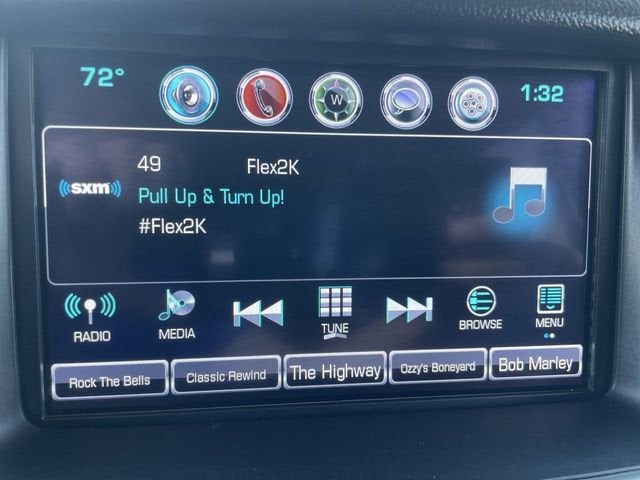 72°
W
1:32
49 Flex2K
((sxm))
Pull Up & Turn Up!
#Flex2K
RADIO
MEDIA
TUNE
BROWSE
MENU
Rock The Bells
Classic Rewind
The Highway
Ozzy's Boneyard
Bob Marley